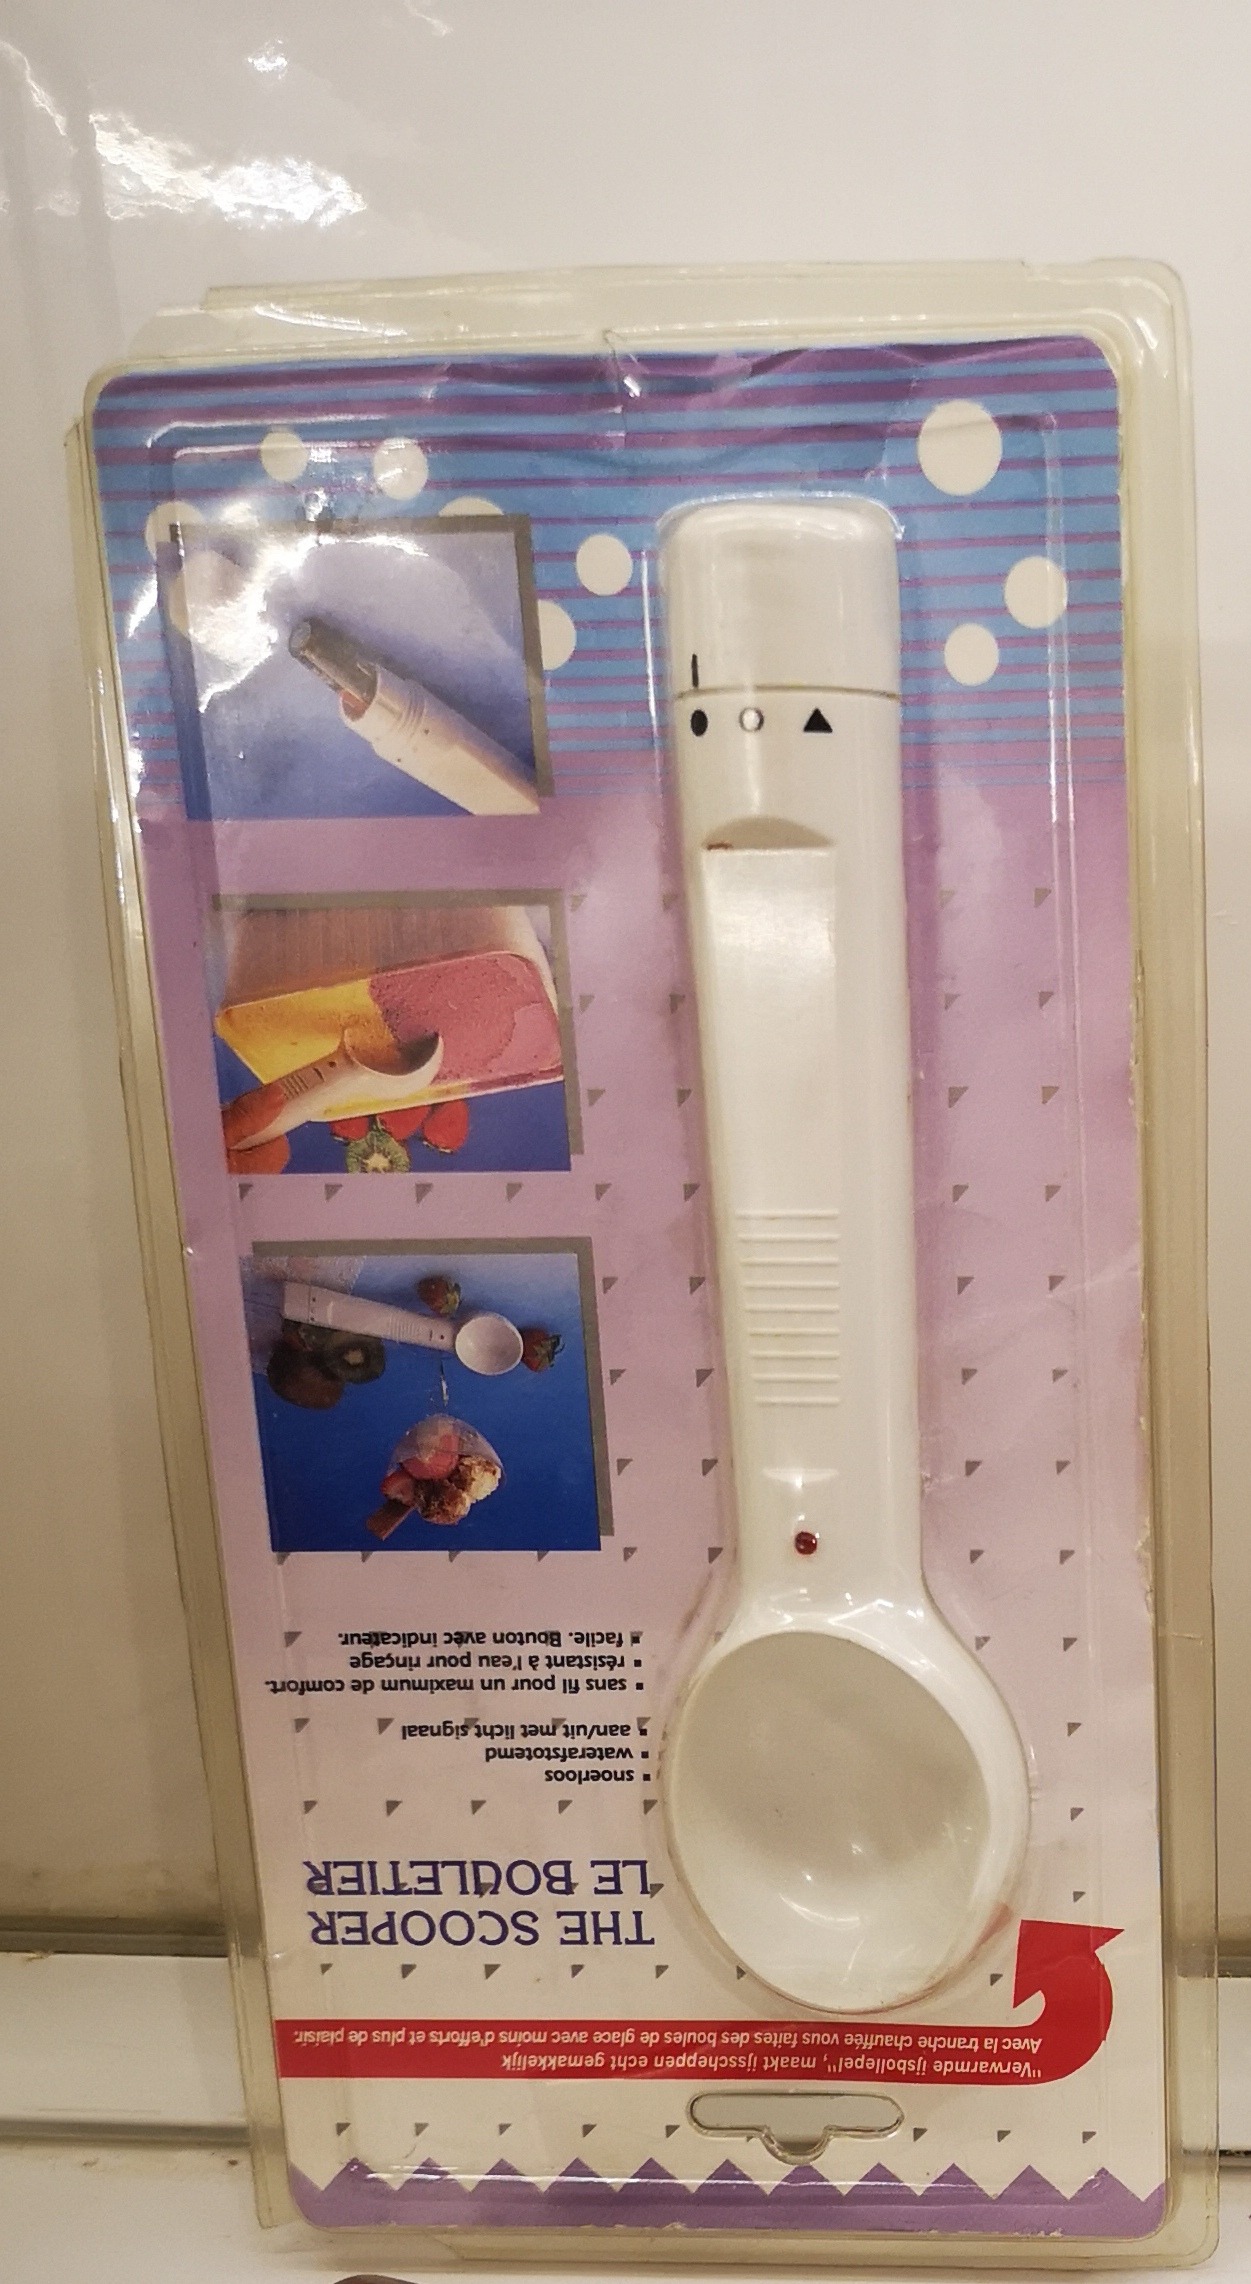 "Verwarmde ijsbollepel", maakt ijsscheppen echt gemakkelijk
Avec la tranche chauffée vous faites des boules de glace avec moins d'efforts et plus de plaisir.
THE SCOOPER
LE BOULETIER
▪ snoerloos
▪ waterafstotemd
▪ aan/uit met licht signaal
▪ sans fil pour un maximum de comfort.
▪ résistant à l'eau pour rinçage
▪ facile. Bouton avec indicateur.